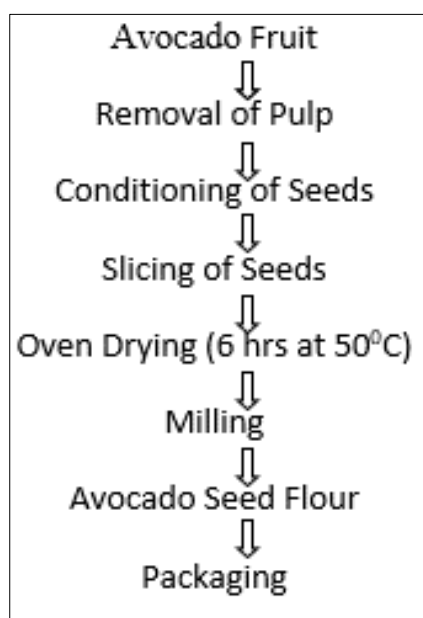 Avocado Fruit
Removal of Pulp
Conditioning of Seeds
Slicing of Seeds
Oven Drying (6 hrs at 50⁰C)
Milling
Avocado Seed Flour
Packaging